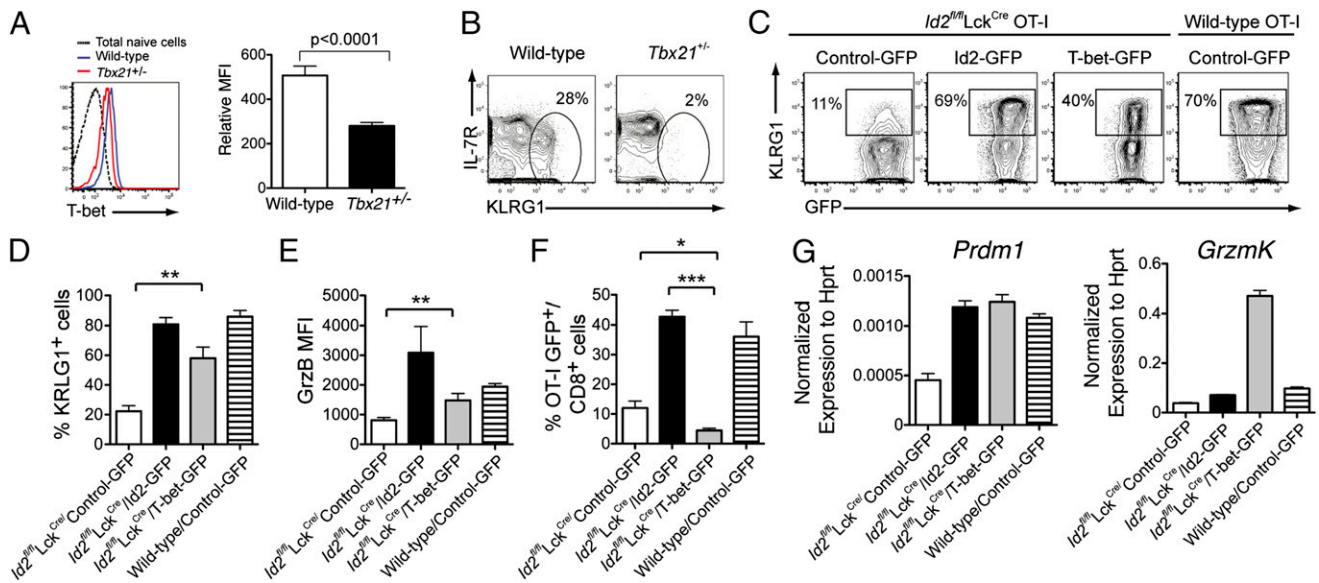 A
Total naive cells
Wild-type
Tbx21+/-
100
80
60
40
20
0
T-bet
p<0.0001
Relative MFI
600
400
200
0
Wild-type
Tbx21+/-
B
Wild-type
Tbx21+/-
28%
2%
IL-7R
KLRG1
C
Id2fl/flLckCre OT-I
Wild-type OT-I
Control-GFP
Id2-GFP
T-bet-GFP
Control-GFP
11%
69%
40%
70%
KLRG1
GFP
D
**
% KRLG1+ cells
100
80
60
40
20
0
Id2fl/flLckCre/ Control-GFP
Id2fl/flLckCre/Id2-GFP
Id2fl/flLckCre/T-bet-GFP
Wild-type/Control-GFP
E
**
GrzB MFI
5000
4000
3000
2000
1000
0
Id2fl/flLckCre/ Control-GFP
Id2fl/flLckCre/Id2-GFP
Id2fl/flLckCre/T-bet-GFP
Wild-type/Control-GFP
F
*
***
% OT-I GFP+/
CD8+ cells
50
40
30
20
10
0
Id2fl/flLckCre/ Control-GFP
Id2fl/flLckCre/Id2-GFP
Id2fl/flLckCre/T-bet-GFP
Wild-type/Control-GFP
G
Prdm1
Normalized
Expression to Hprt
0.0015
0.0010
0.0005
0
Id2fl/flLckCre/ Control-GFP
Id2fl/flLckCre/Id2-GFP
Id2fl/flLckCre/T-bet-GFP
Wild-type/Control-GFP
GrzmK
Normalized
Expression to Hprt
0.6
0.4
0.2
0
Id2fl/flLckCre/ Control-GFP
Id2fl/flLckCre/Id2-GFP
Id2fl/flLckCre/T-bet-GFP
Wild-type/Control-GFP